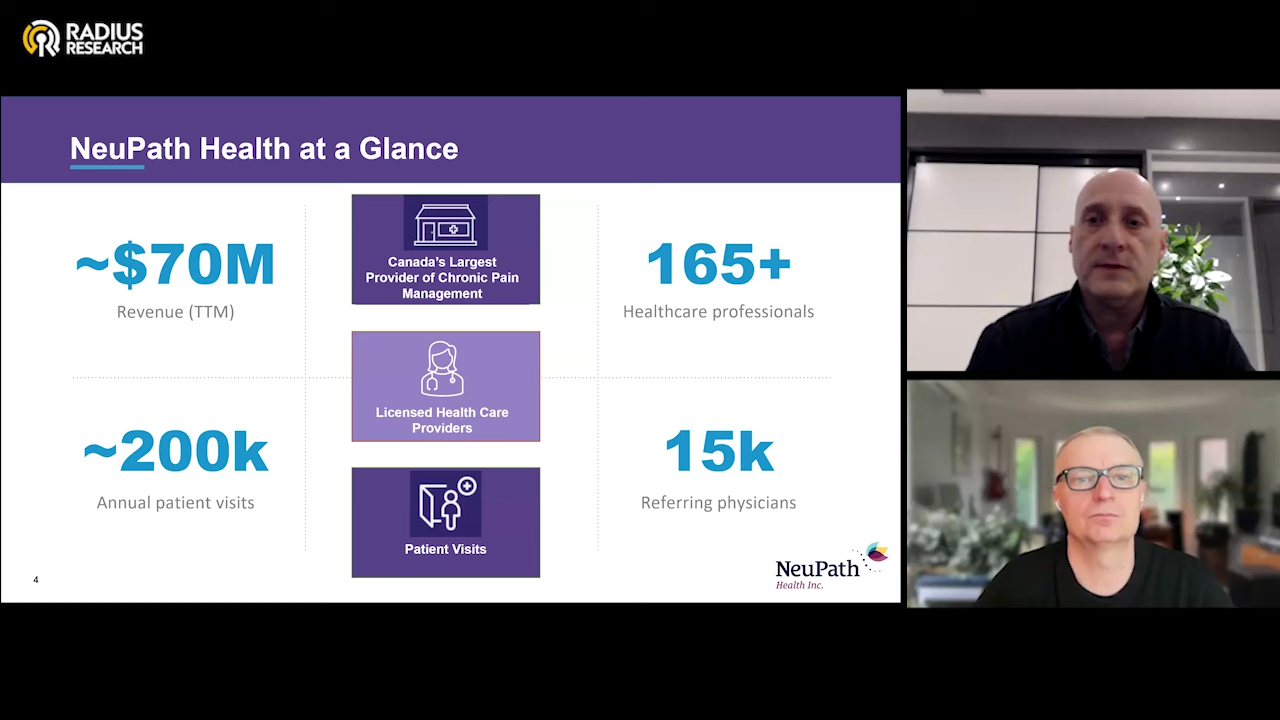 RADIUS
RESEARCH
NeuPath Health at a Glance
~$70M
Revenue (TTM)
Canada's Largest
Provider of Chronic Pain
Management
165+
Healthcare professionals
Licensed Health Care
Providers
~200k
Annual patient visits
Patient Visits
15k
Referring physicians
4
NeuPath
Health Inc.